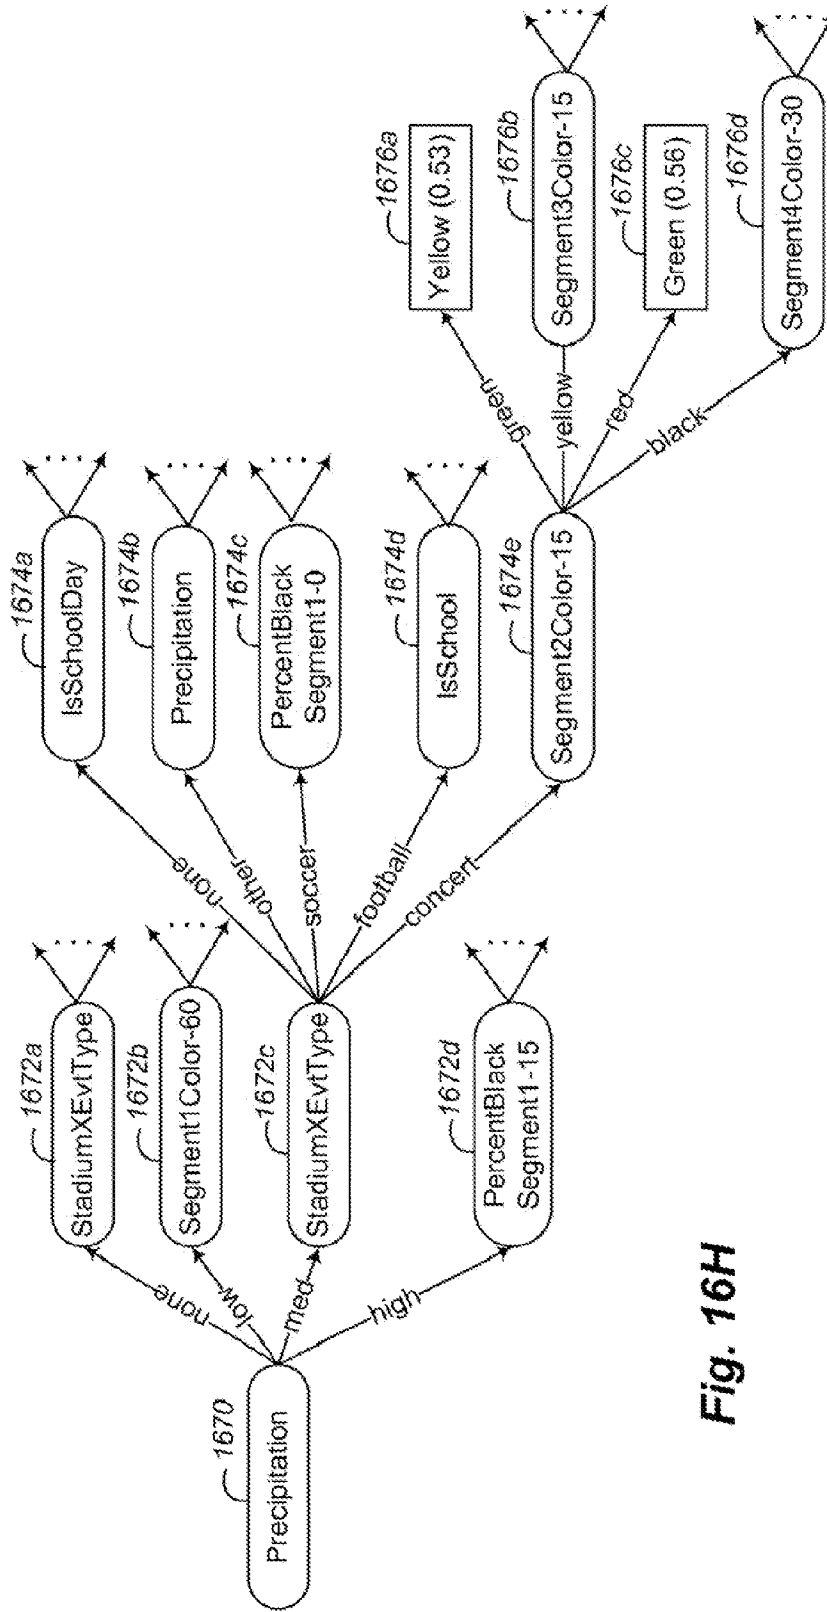 1670
Precipitation
none
low
med
high
1672a
StadiumXEvtType
1672b
Segment1Color-60
1672c
StadiumXEvtType
1672d
PercentBlack
Segment1-15
none
other
soccer
football
concert
1674a
IsSchoolDay
1674b
Precipitation
1674c
PercentBlack
Segment1-0
1674d
IsSchool
1674e
Segment2Color-15
green
yellow
red
black
1676a
Yellow (0.53)
1676b
Segment3Color-15
1676c
Green (0.56)
1676d
Segment4Color-30
Fig. 16H